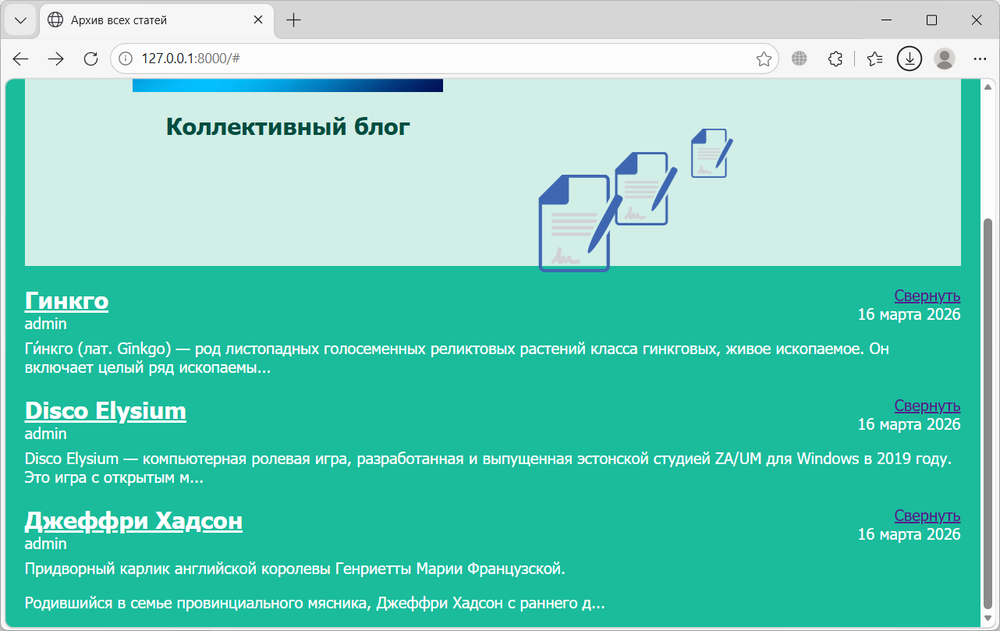 Архив всех статей
127.0.0.1:8000/#
Коллективный блог
Гинкго
Свернуть
admin
16 марта 2026
Ги́нкго (лат. Gīnkgo) — род листопадных голосеменных реликтовых растений класса гинкговых, живое ископаемое. Он
включает целый ряд ископаемы...
Disco Elysium
Свернуть
admin
16 марта 2026
Disco Elysium — компьютерная ролевая игра, разработанная и выпущенная эстонской студией ZA/UM для Windows в 2019 году.
Это игра с открытым м...
Джеффри Хадсон
Свернуть
admin
16 марта 2026
Придворный карлик английской королевы Генриетты Марии Французской.
Родившийся в семье провинциального мясника, Джеффри Хадсон с раннего д...